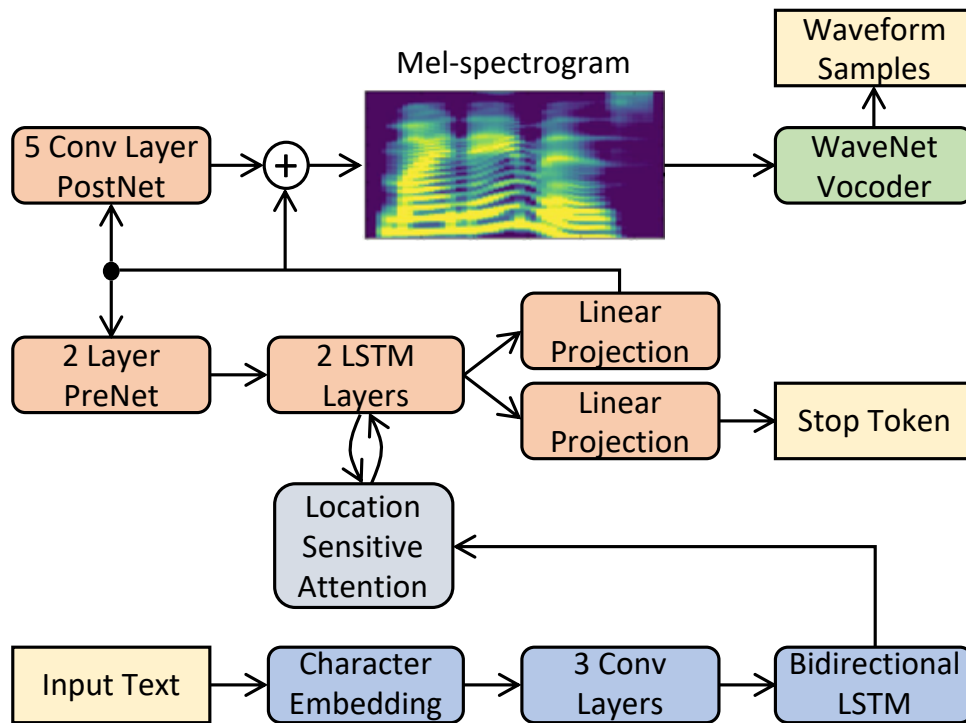 Waveform
Samples
Mel-spectrogram
5 Conv Layer
PostNet
+
WaveNet
Vocoder
2 Layer
PreNet
2 LSTM
Layers
Linear
Projection
Linear
Projection
Stop Token
Location
Sensitive
Attention
Input Text
Character
Embedding
3 Conv
Layers
Bidirectional
LSTM